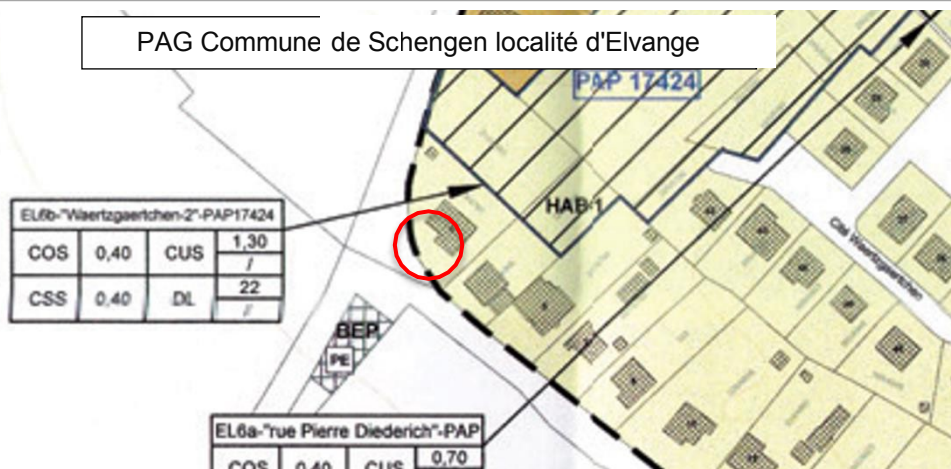 PAG Commune de Schengen localité d'Elvange
PAP 17424
EL6b-"Waertzgaertchen-2"-PAP17424
COS 0,40 CUS 1,30
/
CSS 0,40 DL 22
/
HAB-1
Cité Waertzgaertchen
BEP
PE
EL6a-"rue Pierre Diederich"-PAP
COS 0,40 CUS 0,70